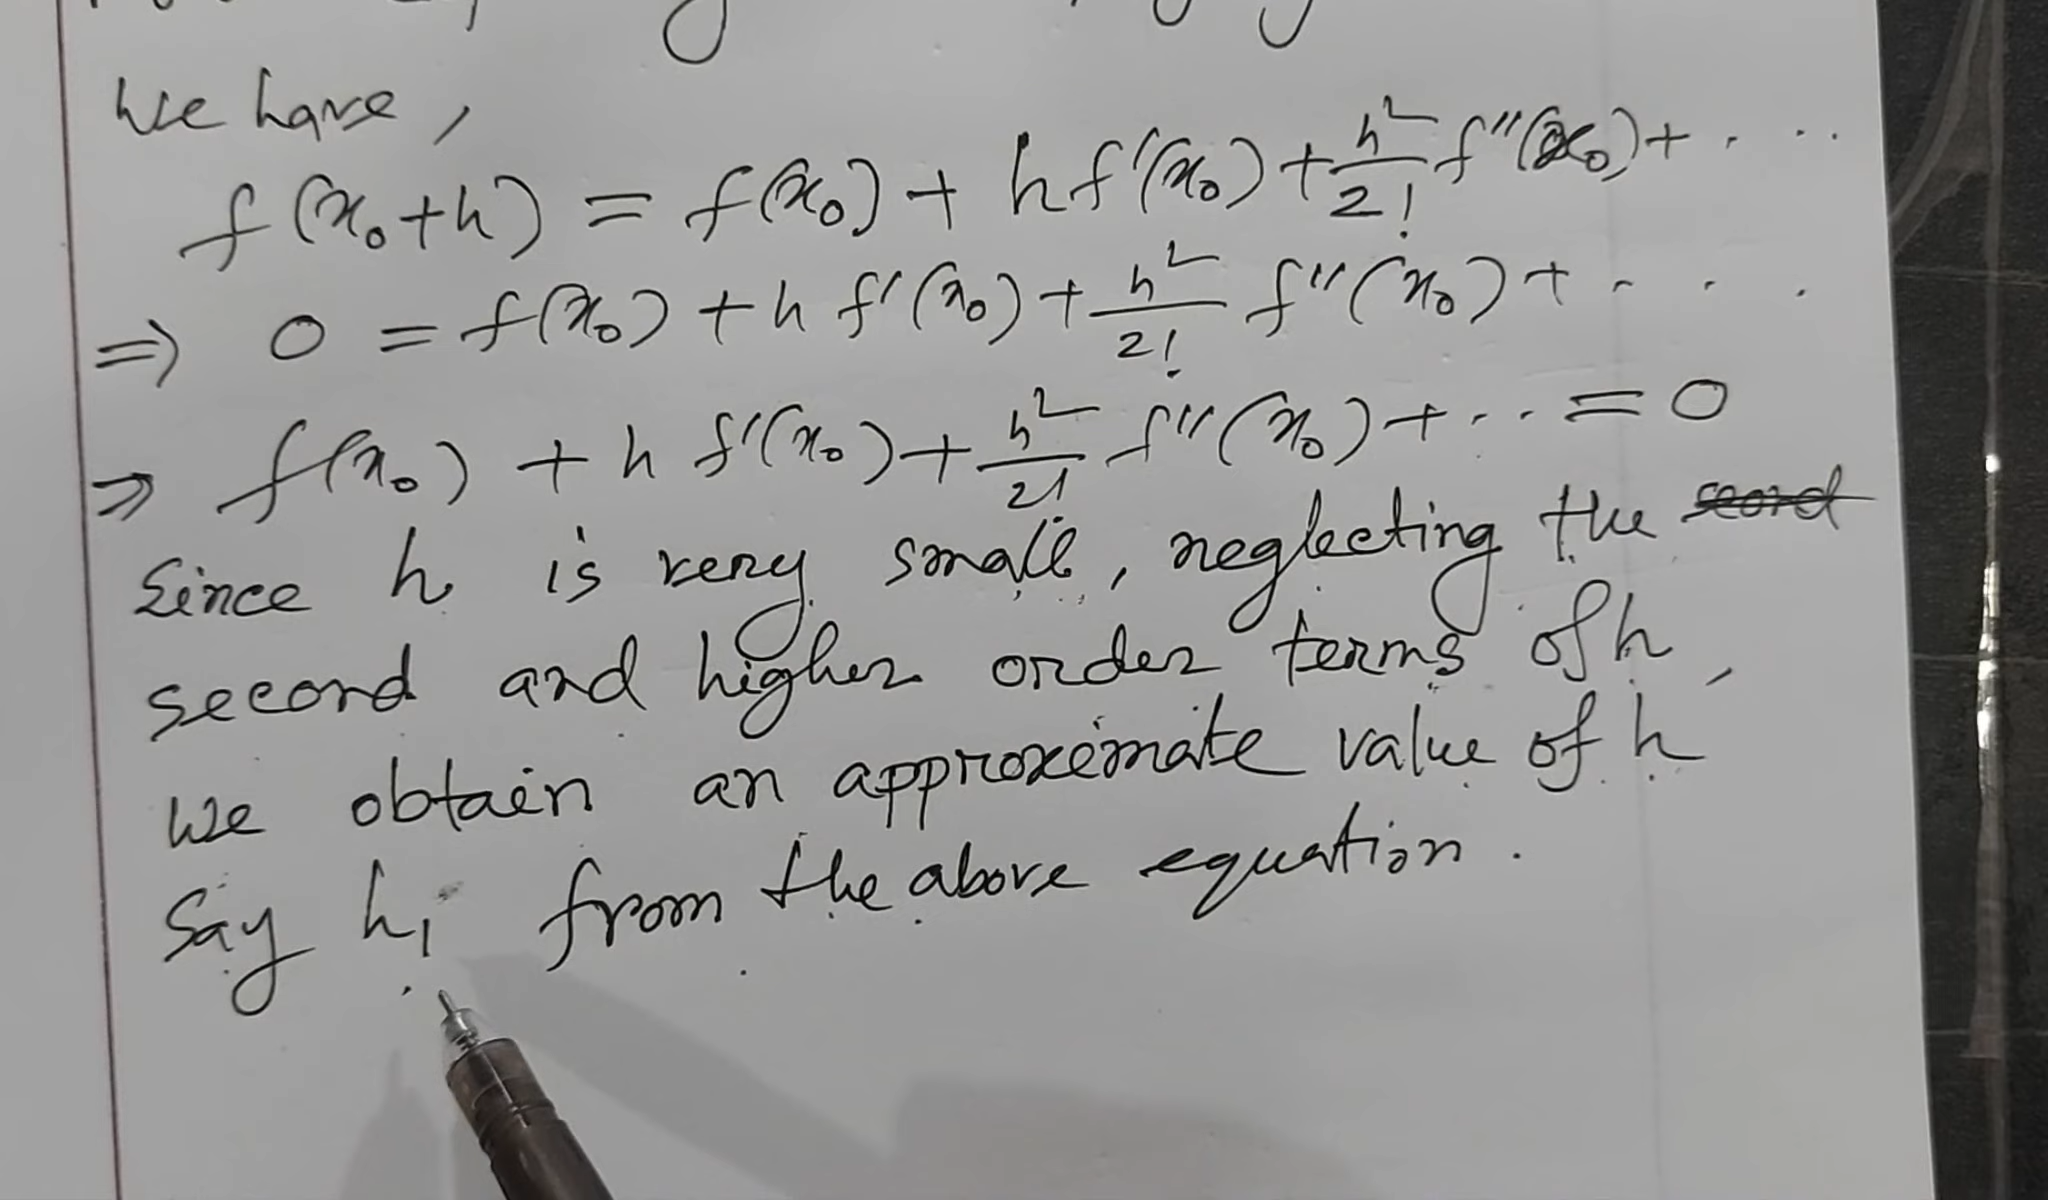 We have,
f(x₀+h) = f(x₀) + hf'(x₀) + h²/2! f''(x₀) + . . .
⇒ 0 = f(x₀) + h f'(x₀) + h²/2! f''(x₀) + . . .
⇒ f(x₀) + h f'(x₀) + h²/2! f''(x₀) + . . . = 0
Since h is very small, neglecting the
second and higher order terms of h,
we obtain an approximate value of h
say h₁ from the above equation.